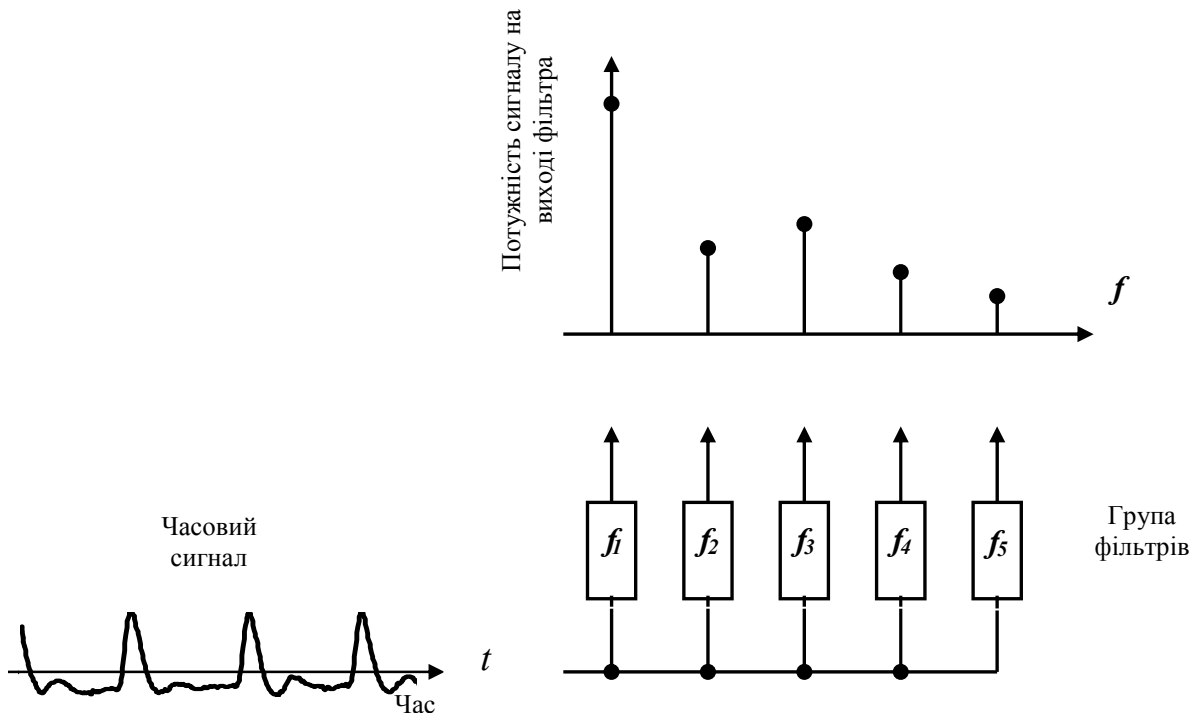 Потужність сигналу на
виході фільтра
f
Часовий
сигнал
f1
f2
f3
f4
f5
Група
фільтрів
t
Час